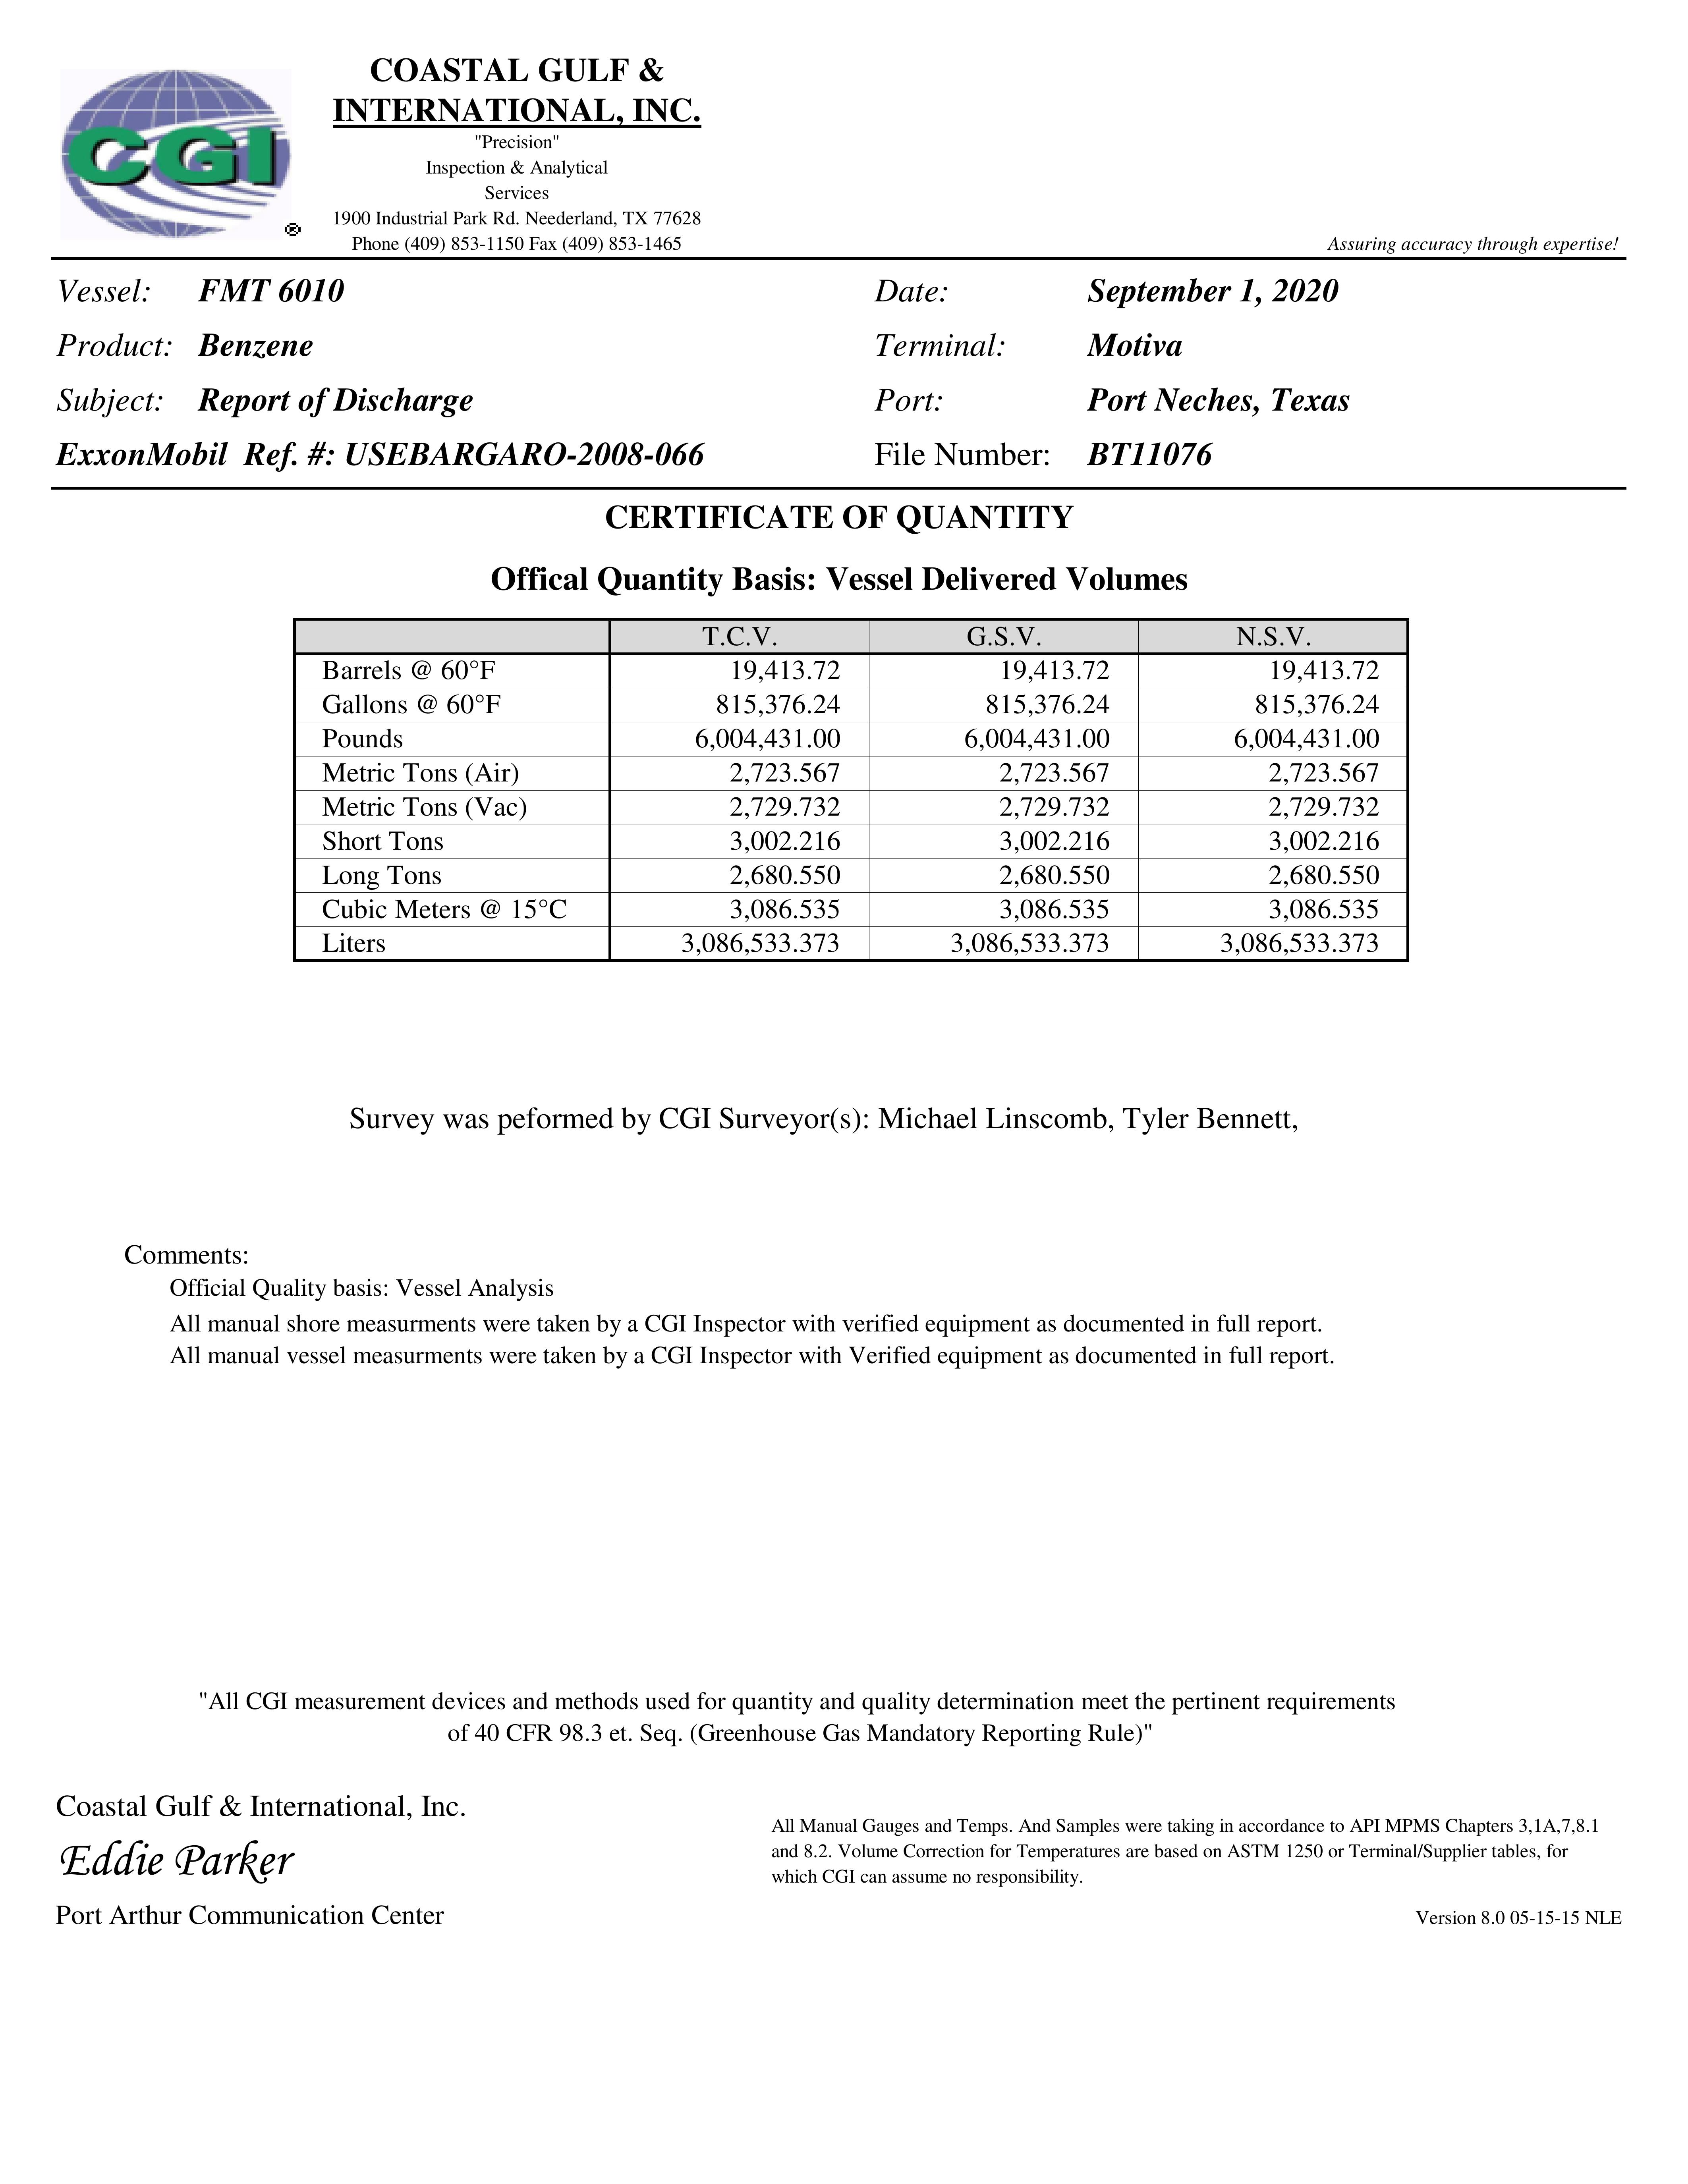 COASTAL GULF &
INTERNATIONAL, INC.
"Precision"
Inspection & Analytical
Services
1900 Industrial Park Rd. Neederland, TX 77628
Phone (409) 853-1150 Fax (409) 853-1465
CGI
®
Assuring accuracy through expertise!
Vessel: FMT 6010 Date: September 1, 2020
Product: Benzene Terminal: Motiva
Subject: Report of Discharge Port: Port Neches, Texas
ExxonMobil Ref. #: USEBARGARO-2008-066 File Number: BT11076
CERTIFICATE OF QUANTITY
Offical Quantity Basis: Vessel Delivered Volumes
T.C.V. G.S.V. N.S.V.
Barrels @ 60°F 19,413.72 19,413.72 19,413.72
Gallons @ 60°F 815,376.24 815,376.24 815,376.24
Pounds 6,004,431.00 6,004,431.00 6,004,431.00
Metric Tons (Air) 2,723.567 2,723.567 2,723.567
Metric Tons (Vac) 2,729.732 2,729.732 2,729.732
Short Tons 3,002.216 3,002.216 3,002.216
Long Tons 2,680.550 2,680.550 2,680.550
Cubic Meters @ 15°C 3,086.535 3,086.535 3,086.535
Liters 3,086,533.373 3,086,533.373 3,086,533.373
Survey was peformed by CGI Surveyor(s): Michael Linscomb, Tyler Bennett,
Comments:
Official Quality basis: Vessel Analysis
All manual shore measurments were taken by a CGI Inspector with verified equipment as documented in full report.
All manual vessel measurments were taken by a CGI Inspector with Verified equipment as documented in full report.
"All CGI measurement devices and methods used for quantity and quality determination meet the pertinent requirements
of 40 CFR 98.3 et. Seq. (Greenhouse Gas Mandatory Reporting Rule)"
Coastal Gulf & International, Inc.
Eddie Parker
Port Arthur Communication Center
All Manual Gauges and Temps. And Samples were taking in accordance to API MPMS Chapters 3,1A,7,8.1
and 8.2. Volume Correction for Temperatures are based on ASTM 1250 or Terminal/Supplier tables, for
which CGI can assume no responsibility.
Version 8.0 05-15-15 NLE